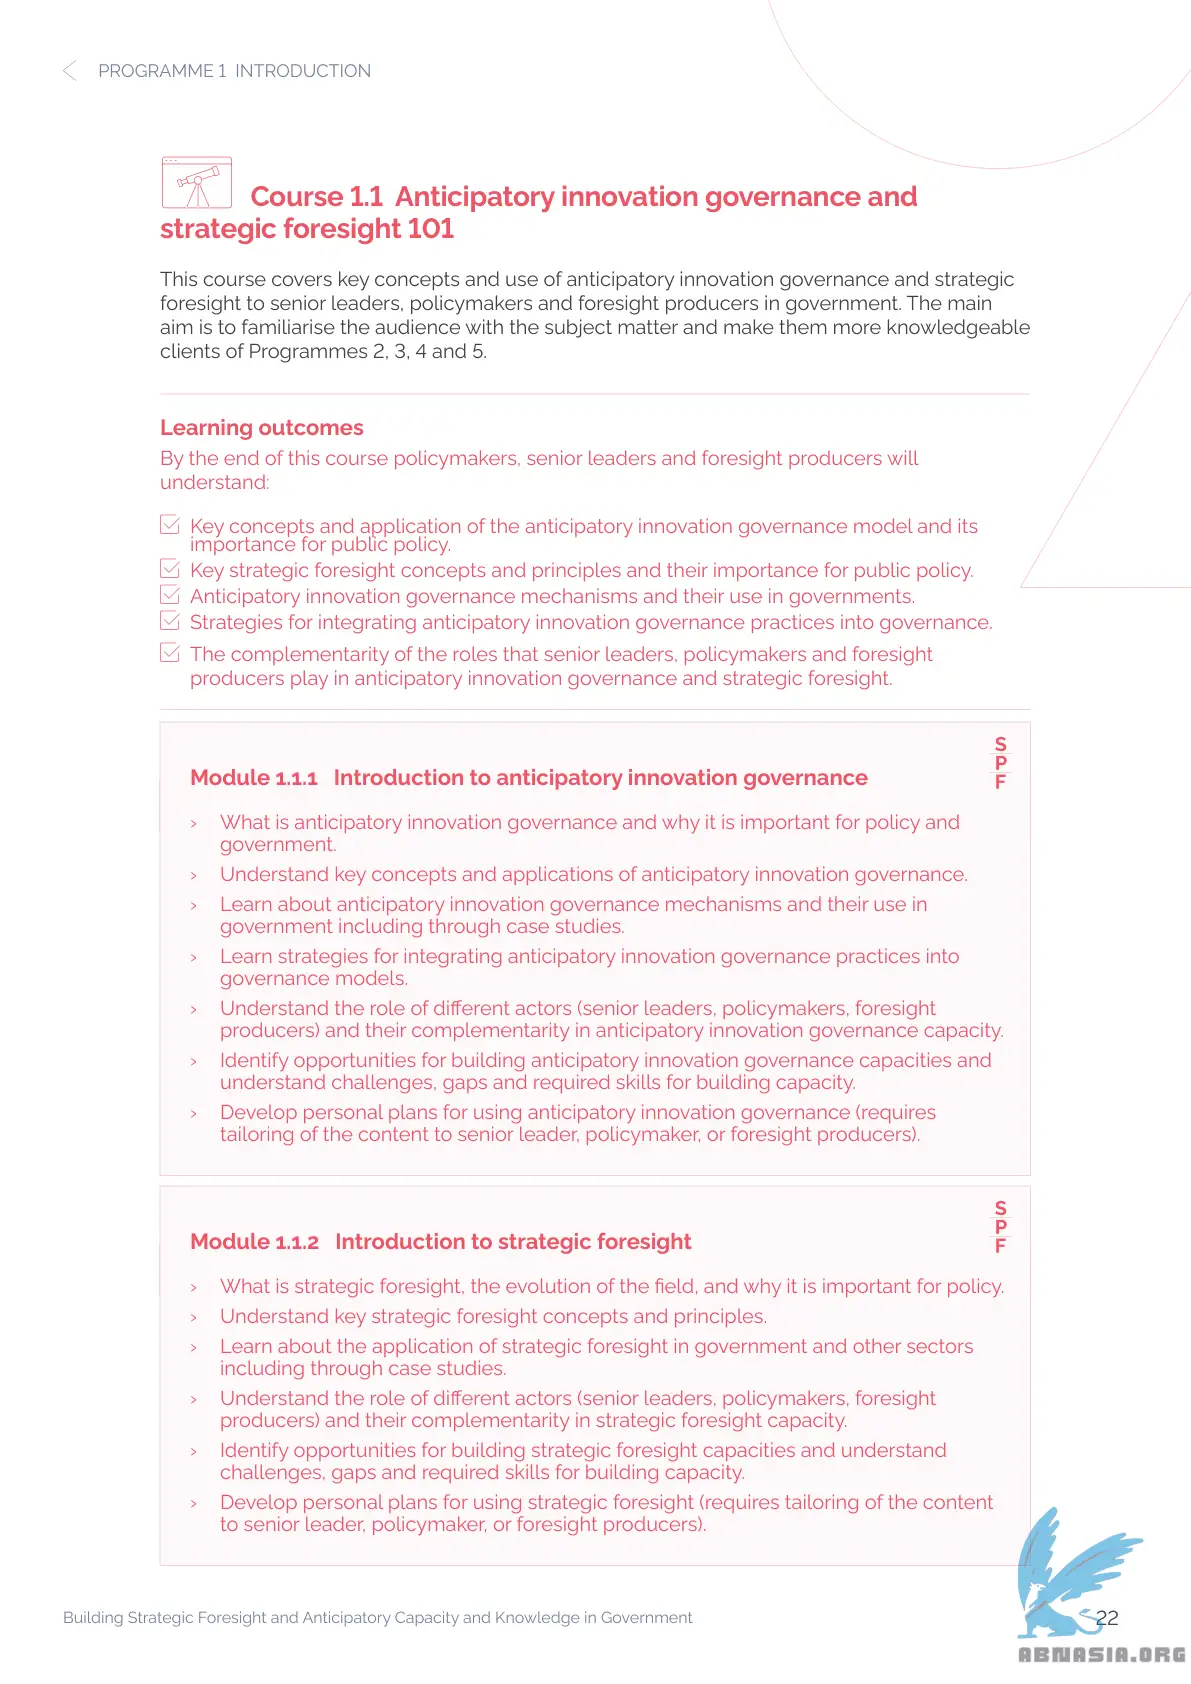 PROGRAMME 1 INTRODUCTION
Course 1.1 Anticipatory innovation governance and
strategic foresight 101
This course covers key concepts and use of anticipatory innovation governance and strategic
foresight to senior leaders, policymakers and foresight producers in government. The main
aim is to familiarise the audience with the subject matter and make them more knowledgeable
clients of Programmes 2, 3, 4 and 5.
Learning outcomes
By the end of this course policymakers, senior leaders and foresight producers will
understand:
Key concepts and application of the anticipatory innovation governance model and its
importance for public policy.
Key strategic foresight concepts and principles and their importance for public policy.
Anticipatory innovation governance mechanisms and their use in governments.
Strategies for integrating anticipatory innovation governance practices into governance.
The complementarity of the roles that senior leaders, policymakers and foresight
producers play in anticipatory innovation governance and strategic foresight.
S
P
F
Module 1.1.1 Introduction to anticipatory innovation governance
› What is anticipatory innovation governance and why it is important for policy and
government.
› Understand key concepts and applications of anticipatory innovation governance.
› Learn about anticipatory innovation governance mechanisms and their use in
government including through case studies.
› Learn strategies for integrating anticipatory innovation governance practices into
governance models.
› Understand the role of different actors (senior leaders, policymakers, foresight
producers) and their complementarity in anticipatory innovation governance capacity.
› Identify opportunities for building anticipatory innovation governance capacities and
understand challenges, gaps and required skills for building capacity.
› Develop personal plans for using anticipatory innovation governance (requires
tailoring of the content to senior leader, policymaker, or foresight producers).
S
P
F
Module 1.1.2 Introduction to strategic foresight
› What is strategic foresight, the evolution of the field, and why it is important for policy.
› Understand key strategic foresight concepts and principles.
› Learn about the application of strategic foresight in government and other sectors
including through case studies.
› Understand the role of different actors (senior leaders, policymakers, foresight
producers) and their complementarity in strategic foresight capacity.
› Identify opportunities for building strategic foresight capacities and understand
challenges, gaps and required skills for building capacity.
› Develop personal plans for using strategic foresight (requires tailoring of the content
to senior leader, policymaker, or foresight producers).
Building Strategic Foresight and Anticipatory Capacity and Knowledge in Government
22
ABNASIA.ORG